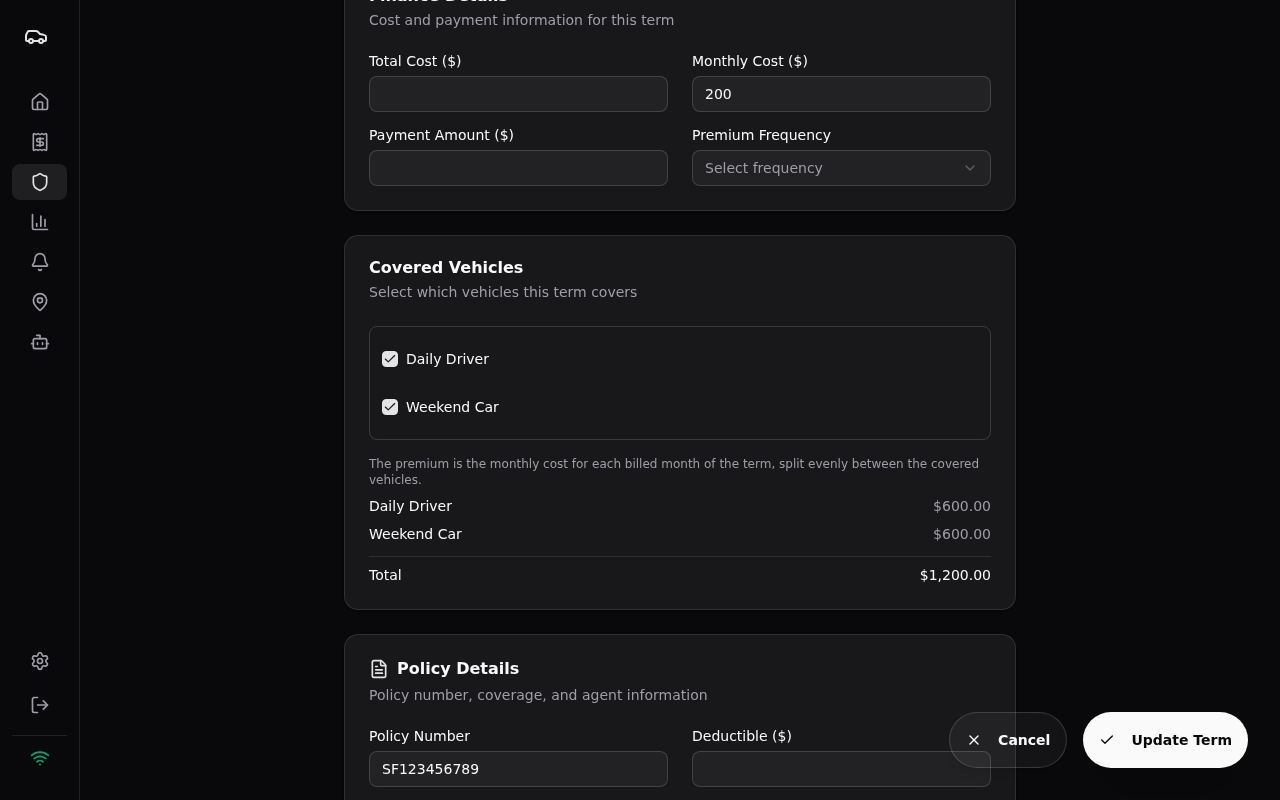 Cost and payment information for this term
Total Cost ($)
Monthly Cost ($)
200
Payment Amount ($)
Premium Frequency
Select frequency
Covered Vehicles
Select which vehicles this term covers
Daily Driver
Weekend Car
The premium is the monthly cost for each billed month of the term, split evenly between the covered
vehicles.
Daily Driver $600.00
Weekend Car $600.00
Total $1,200.00
Policy Details
Policy number, coverage, and agent information
Policy Number
Deductible ($)
SF123456789
Cancel
Update Term